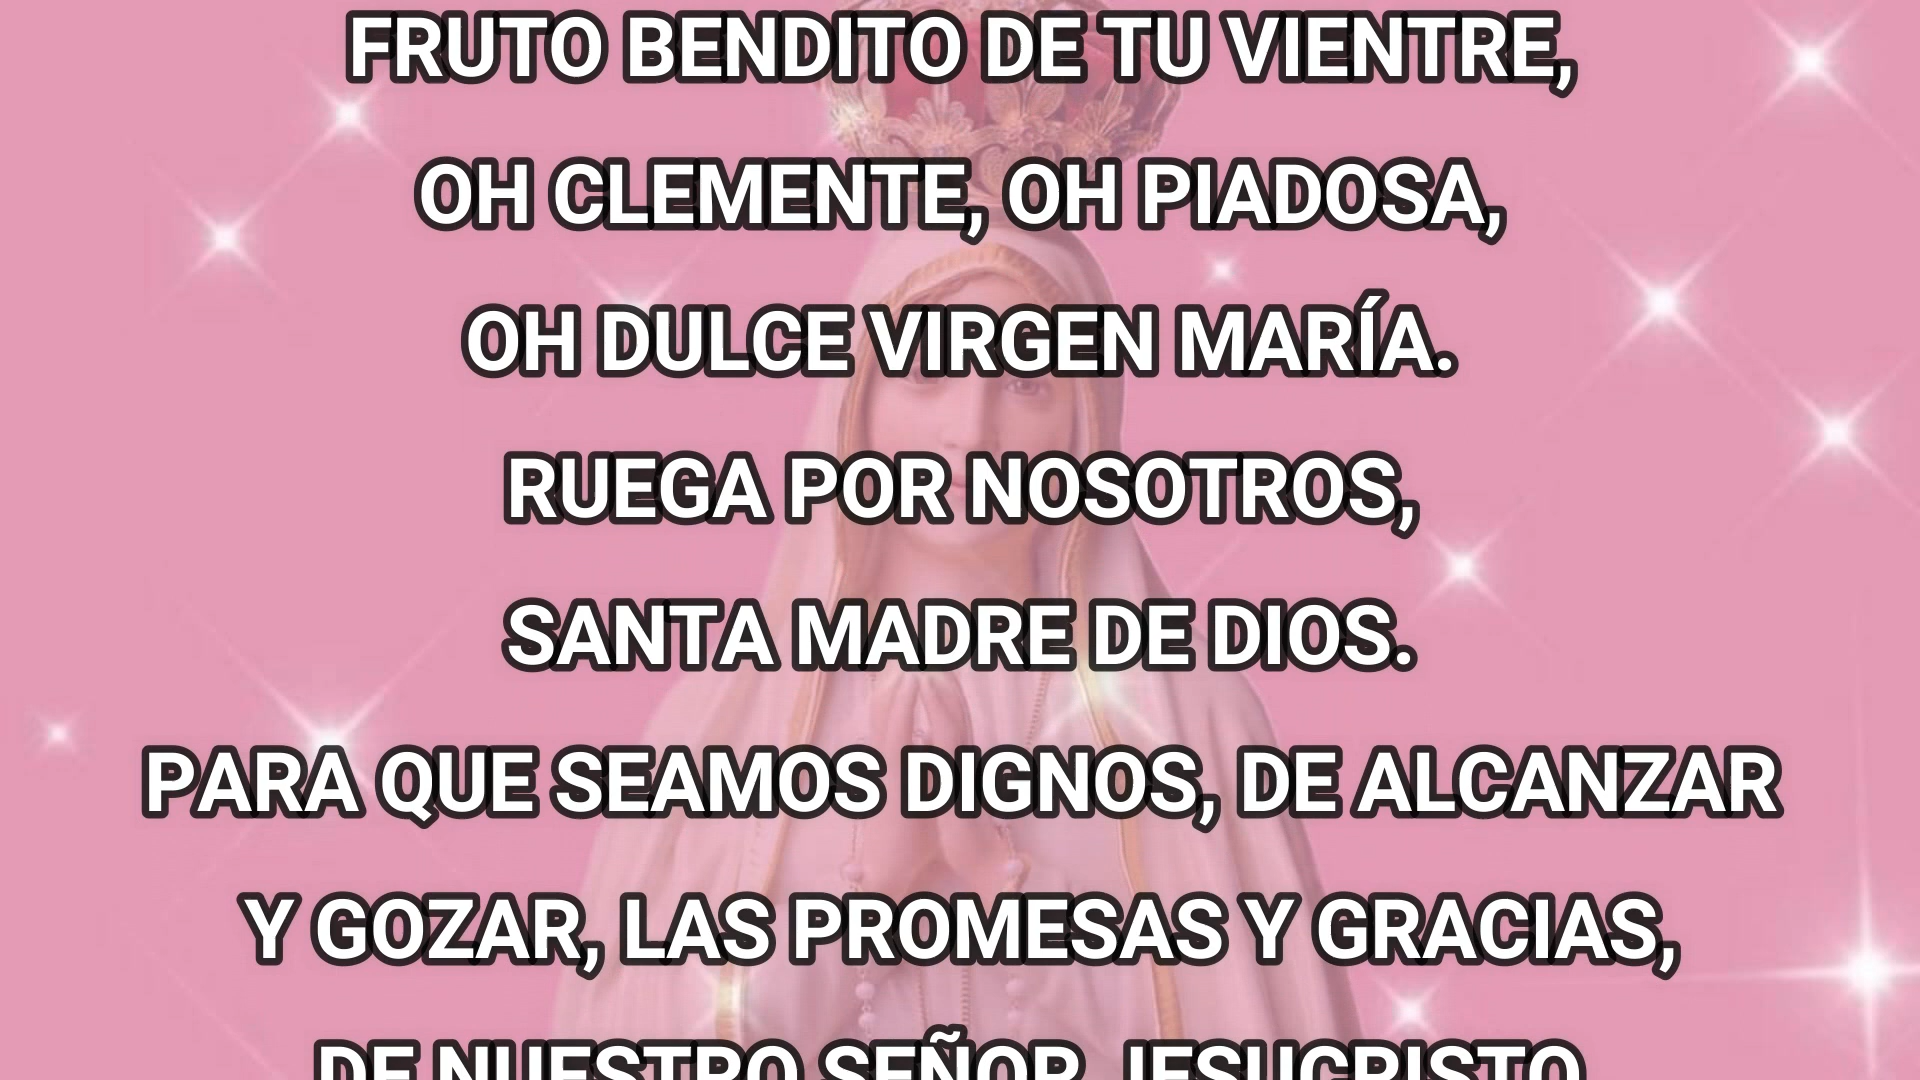 FRUTO BENDITO DE TU VIENTRE,
OH CLEMENTE, OH PIADOSA,
OH DULCE VIRGEN MARÍA.
RUEGA POR NOSOTROS,
SANTA MADRE DE DIOS.
PARA QUE SEAMOS DIGNOS, DE ALCANZAR
Y GOZAR, LAS PROMESAS Y GRACIAS,
DE NUESTRO SEÑOR JESUCRISTO